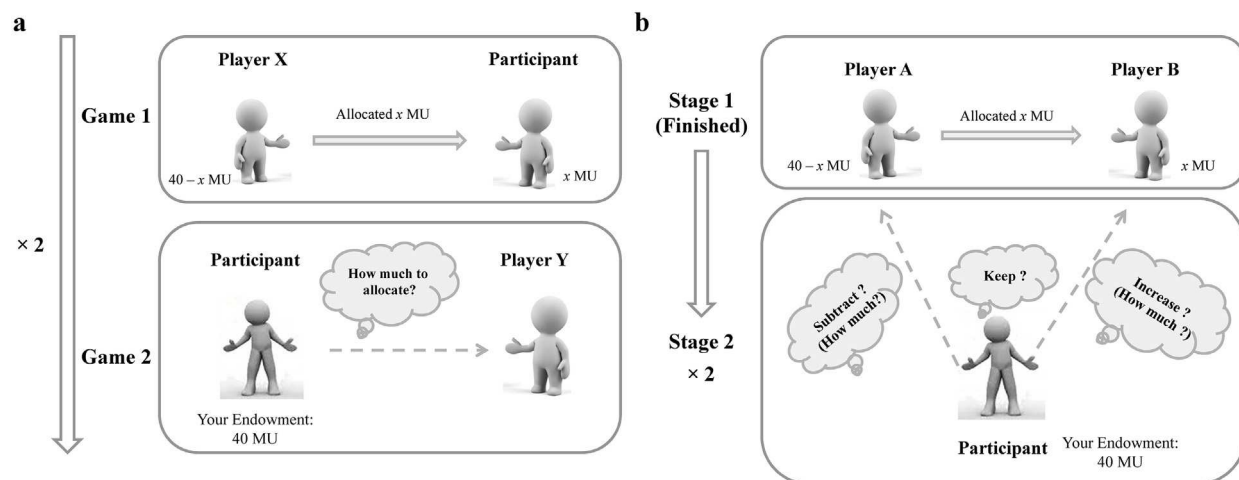 a
Player X
Participant
Game 1
Allocated x MU
40 – x MU
x MU
× 2
Participant
How much to
allocate?
Player Y
Game 2
Your Endowment:
40 MU
b
Player A
Player B
Stage 1
(Finished)
Allocated x MU
40 – x MU
x MU
Subtract ?
(How much?)
Keep ?
Increase ?
(How much ?)
Stage 2
× 2
Participant
Your Endowment:
40 MU